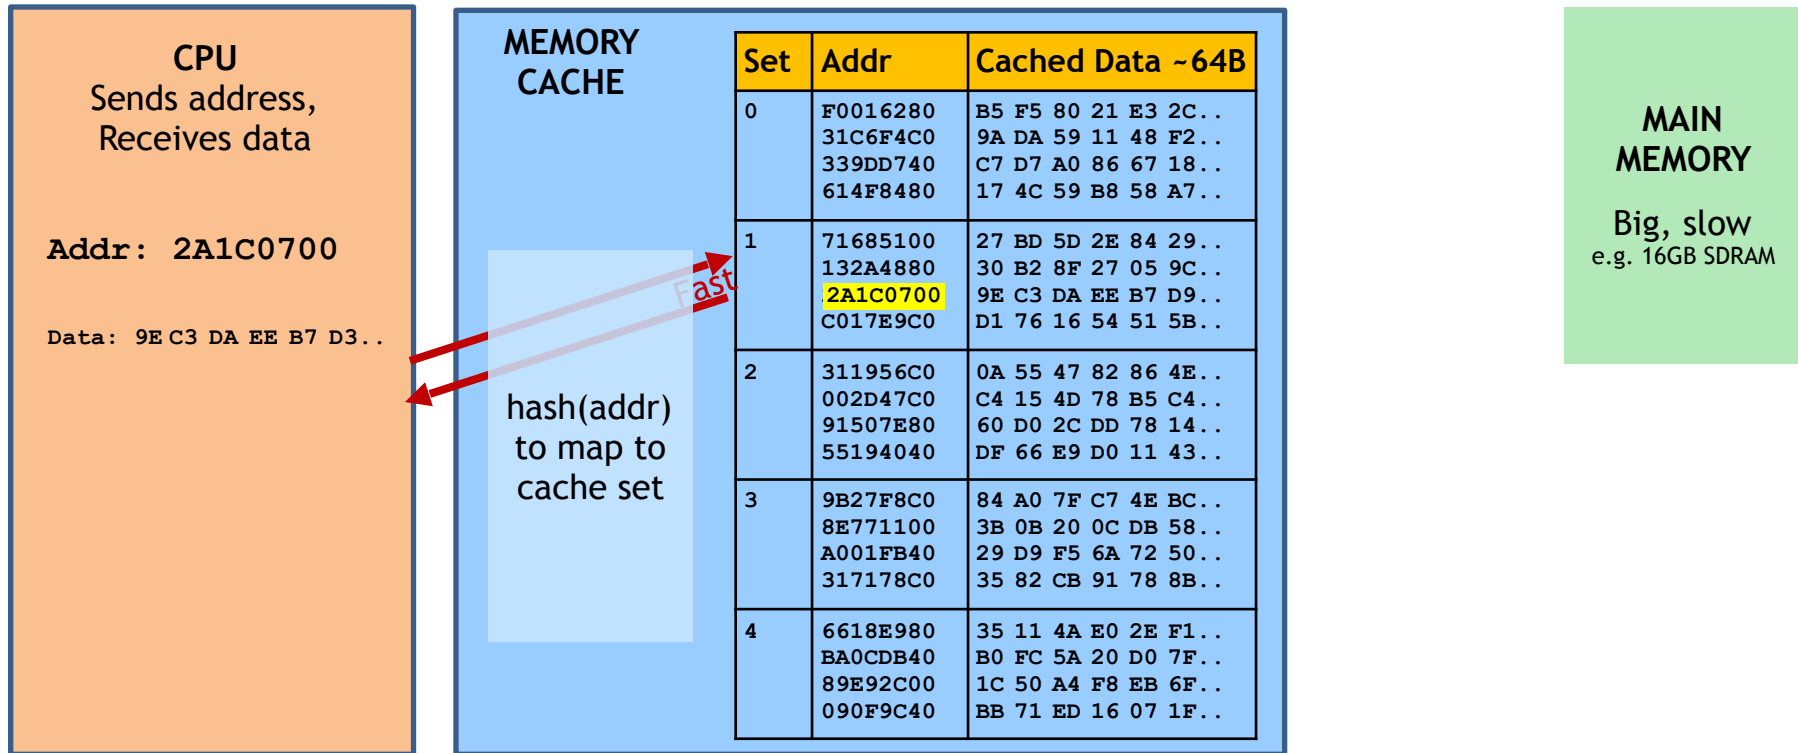 CPU
Sends address,
Receives data
Addr: 2A1C0700
Data: 9E C3 DA EE B7 D3..
MEMORY
CACHE
Fast
hash(addr)
to map to
cache set
Set Addr Cached Data ~64B
0 F0016280 B5 F5 80 21 E3 2C..
31C6F4C0 9A DA 59 11 48 F2..
339DD740 C7 D7 A0 86 67 18..
614F8480 17 4C 59 B8 58 A7..
1 71685100 27 BD 5D 2E 84 29..
132A4880 30 B2 8F 27 05 9C..
2A1C0700 9E C3 DA EE B7 D9..
C017E9C0 D1 76 16 54 51 5B..
2 311956C0 0A 55 47 82 86 4E..
002D47C0 C4 15 4D 78 B5 C4..
91507E80 60 D0 2C DD 78 14..
55194040 DF 66 E9 D0 11 43..
3 9B27F8C0 84 A0 7F C7 4E BC..
8E771100 3B 0B 20 0C DB 58..
A001FB40 29 D9 F5 6A 72 50..
317178C0 35 82 CB 91 78 8B..
4 6618E980 35 11 4A E0 2E F1..
BA0CDB40 B0 FC 5A 20 D0 7F..
89E92C00 1C 50 A4 F8 EB 6F..
090F9C40 BB 71 ED 16 07 1F..
MAIN
MEMORY
Big, slow
e.g. 16GB SDRAM